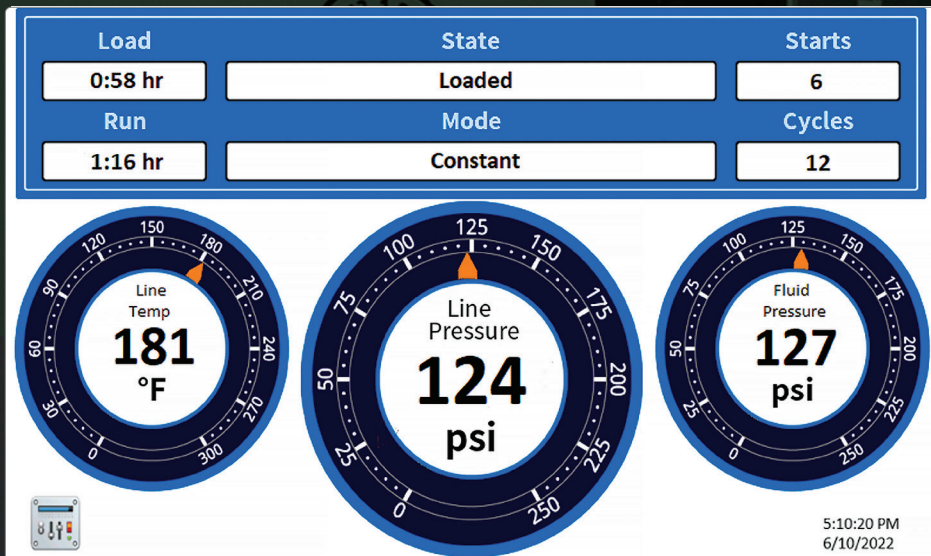 Load State Starts
0:58 hr Loaded 6
Run Mode Cycles
1:16 hr Constant 12
0 30 60 90 120 150 180 210 240 270 300
Line
Temp
181
°F
0 25 50 75 100 125 150 175 200 225 250
Line
Pressure
124
psi
0 25 50 75 100 125 150 175 200 225 250
Fluid
Pressure
127
psi
5:10:20 PM
6/10/2022